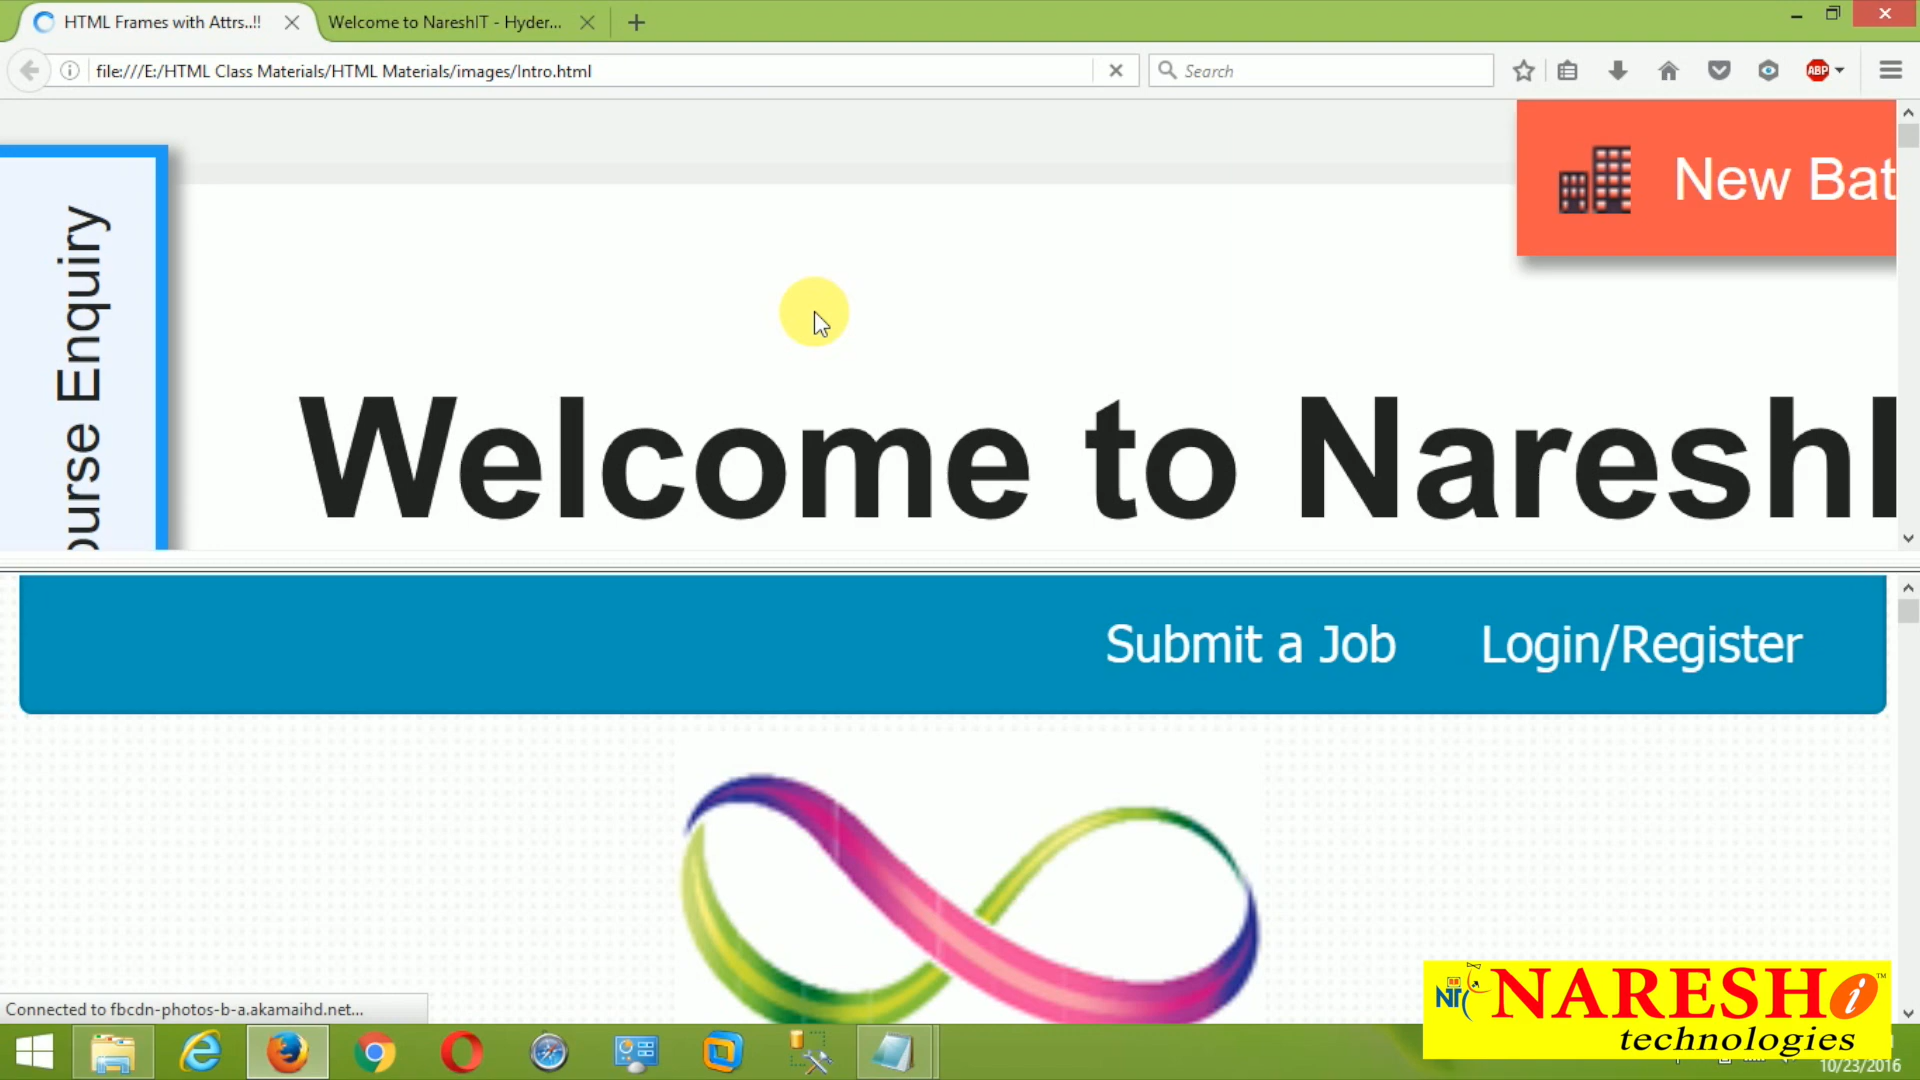 HTML Frames with Attrs..!!
Welcome to NareshIT - Hyder...
file:///E:/HTML Class Materials/HTML Materials/images/Intro.html
Search
ABP
New Bat
ourse Enquiry
Welcome to NareshI
Submit a Job
Login/Register
Connected to fbcdn-photos-b-a.akamaihd.net...
NARESH i
technologies
10/23/2016